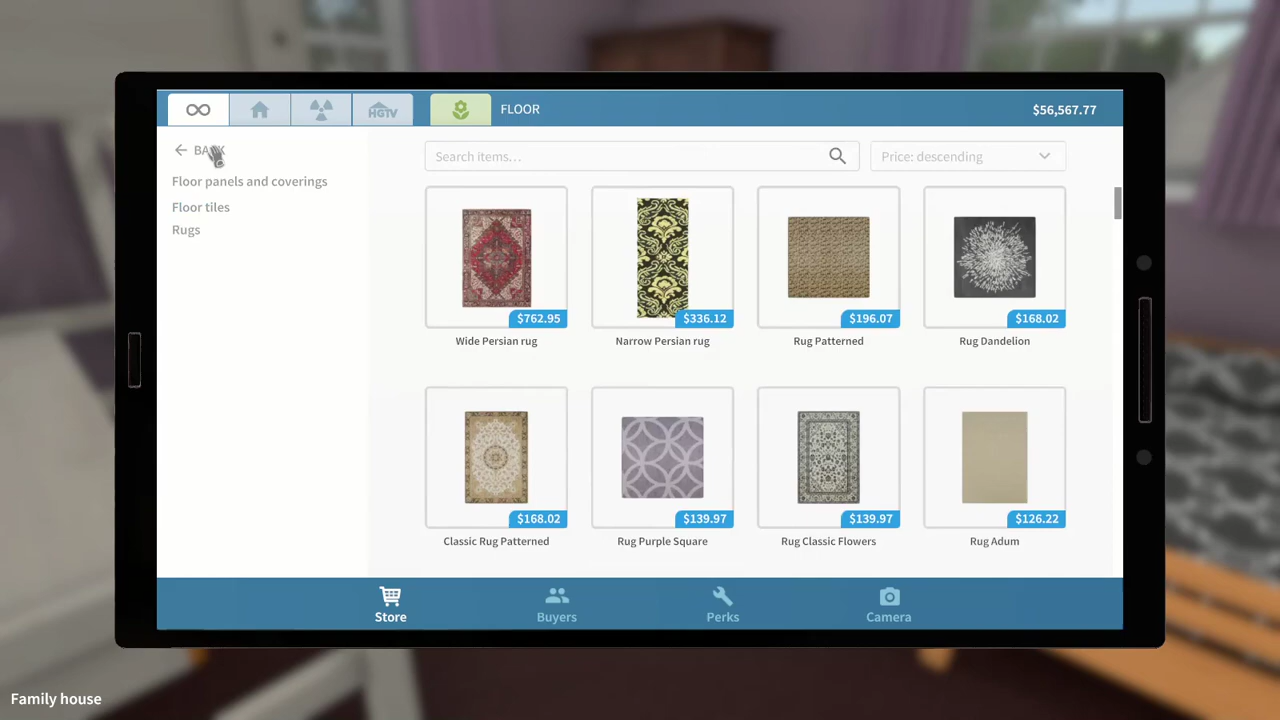 HGTV
FLOOR
$56,567.77
BACK
Floor panels and coverings
Floor tiles
Rugs
Search items...
Price: descending
$762.95
$336.12
$196.07
$168.02
Wide Persian rug
Narrow Persian rug
Rug Patterned
Rug Dandelion
$168.02
$139.97
$139.97
$126.22
Classic Rug Patterned
Rug Purple Square
Rug Classic Flowers
Rug Adum
Store
Buyers
Perks
Camera
Family house